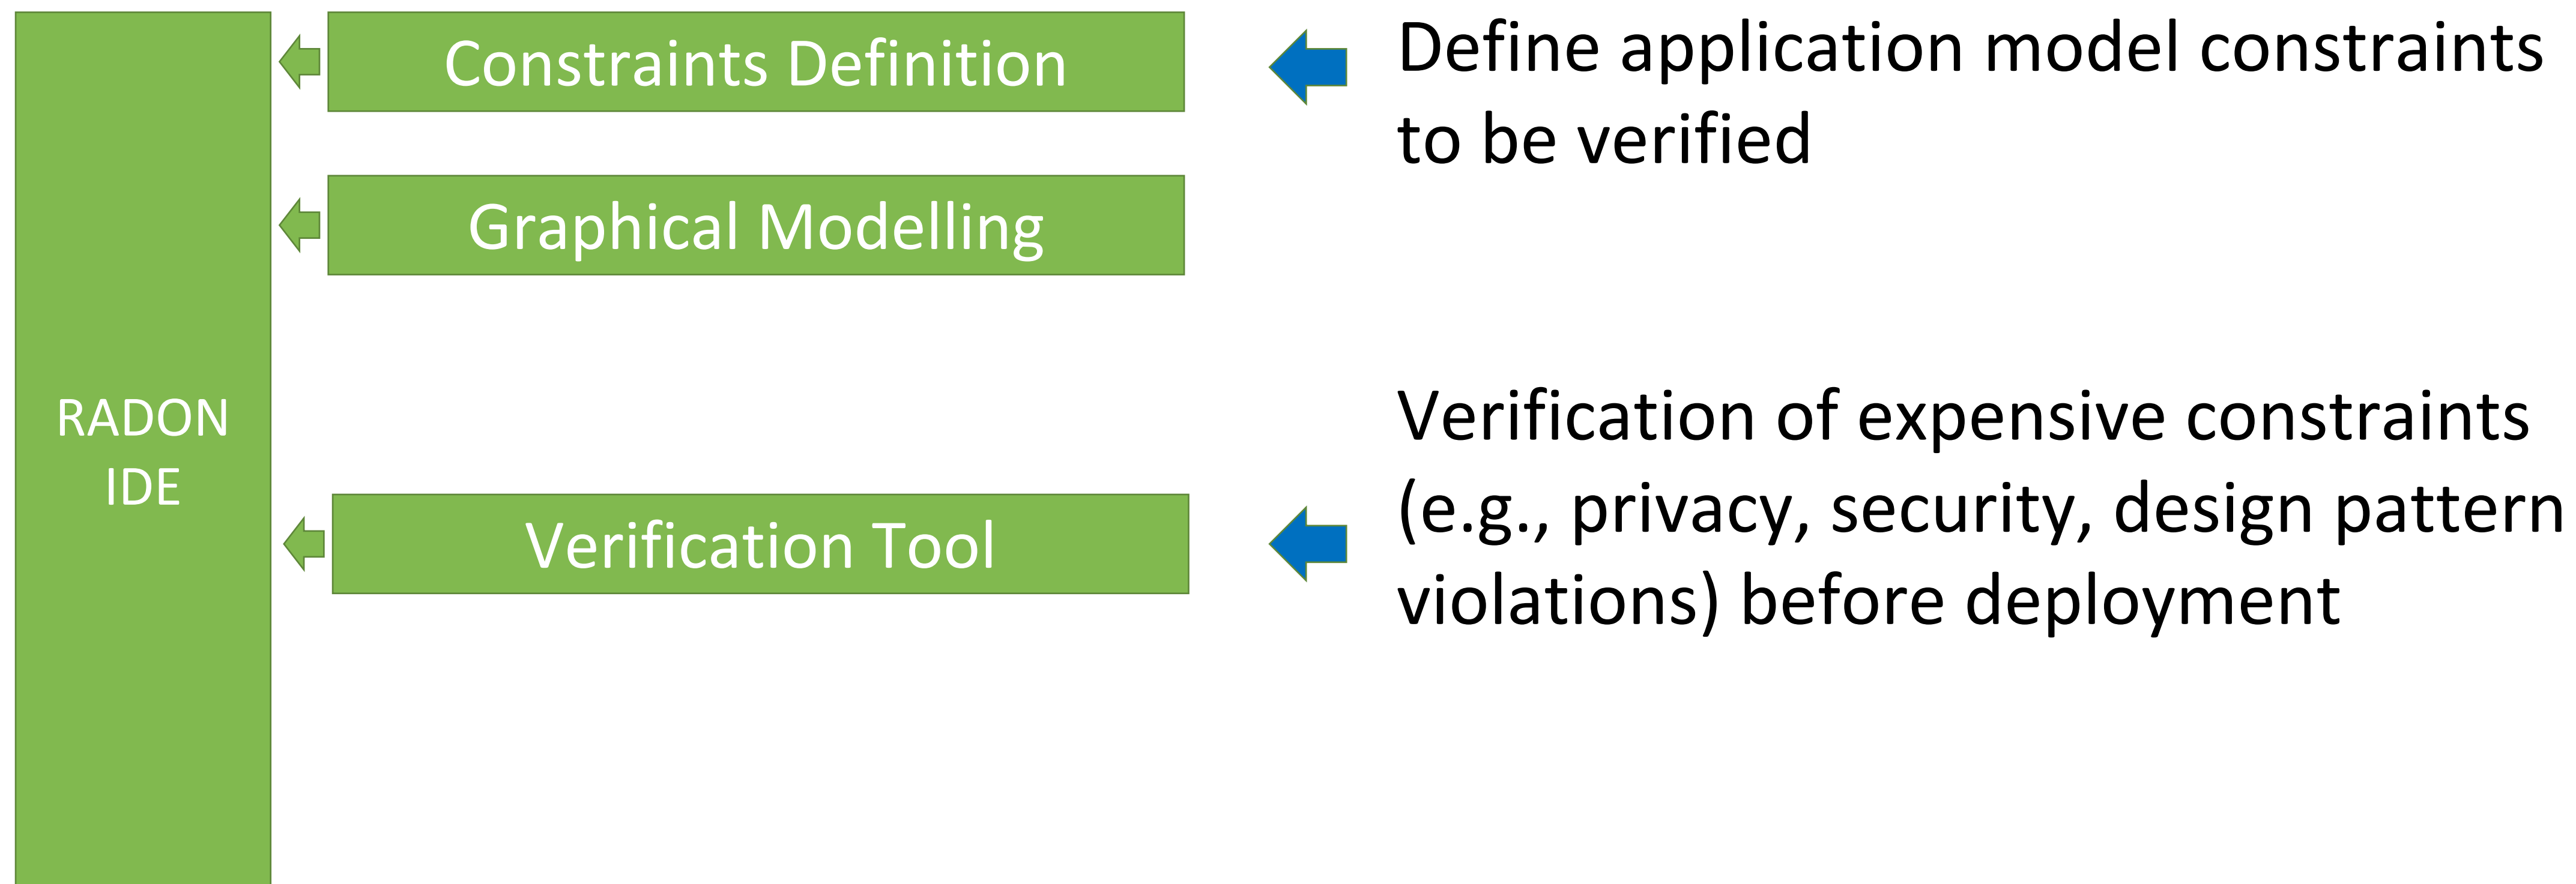 Constraints Definition
Define application model constraints
to be verified
Graphical Modelling
RADON
IDE
Verification Tool
Verification of expensive constraints
(e.g., privacy, security, design pattern
violations) before deployment